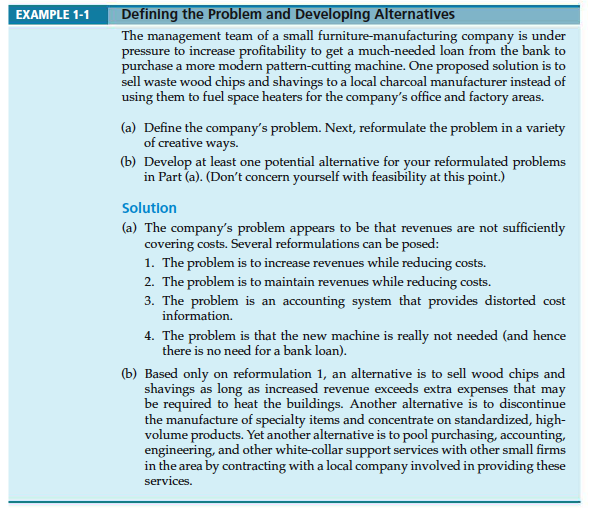 EXAMPLE 1-1 Defining the Problem and Developing Alternatives
The management team of a small furniture-manufacturing company is under
pressure to increase profitability to get a much-needed loan from the bank to
purchase a more modern pattern-cutting machine. One proposed solution is to
sell waste wood chips and shavings to a local charcoal manufacturer instead of
using them to fuel space heaters for the company's office and factory areas.
(a) Define the company's problem. Next, reformulate the problem in a variety
of creative ways.
(b) Develop at least one potential alternative for your reformulated problems
in Part (a). (Don't concern yourself with feasibility at this point.)
Solution
(a) The company's problem appears to be that revenues are not sufficiently
covering costs. Several reformulations can be posed:
1. The problem is to increase revenues while reducing costs.
2. The problem is to maintain revenues while reducing costs.
3. The problem is an accounting system that provides distorted cost
information.
4. The problem is that the new machine is really not needed (and hence
there is no need for a bank loan).
(b) Based only on reformulation 1, an alternative is to sell wood chips and
shavings as long as increased revenue exceeds extra expenses that may
be required to heat the buildings. Another alternative is to discontinue
the manufacture of specialty items and concentrate on standardized, high-
volume products. Yet another alternative is to pool purchasing, accounting,
engineering, and other white-collar support services with other small firms
in the area by contracting with a local company involved in providing these
services.